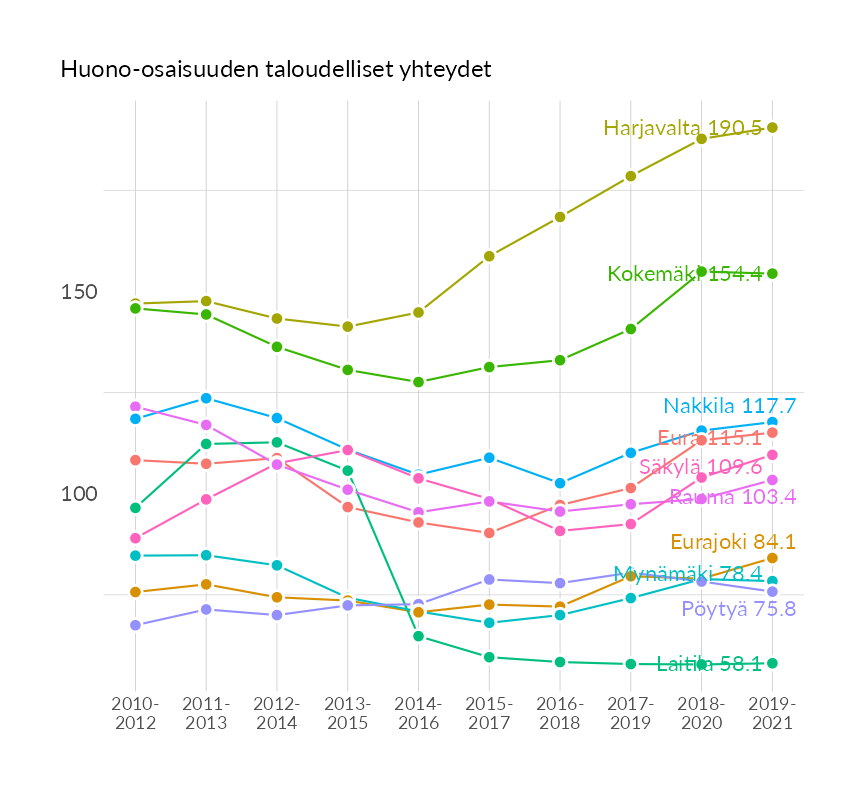 Huono-osaisuuden taloudelliset yhteydet
Harjavalta 190.5
Kokemäki 154.4
150
Nakkila 117.7
Eura 115.1
Säkylä 109.6
100
Rauma 103.4
Eurajoki 84.1
Mynämäki 78.4
Pöytyä 75.8
Laitila 58.1
2010-
2012
2011-
2013
2012-
2014
2013-
2015
2014-
2016
2015-
2017
2016-
2018
2017-
2019
2018-
2020
2019-
2021